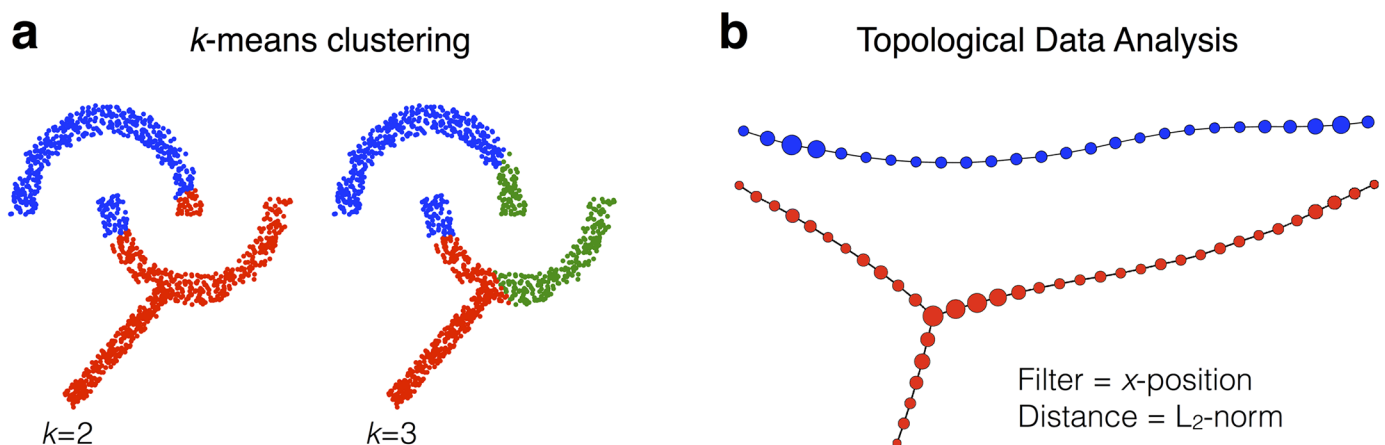 a
k-means clustering
k=2
k=3
b
Topological Data Analysis
Filter = x-position
Distance = L₂-norm